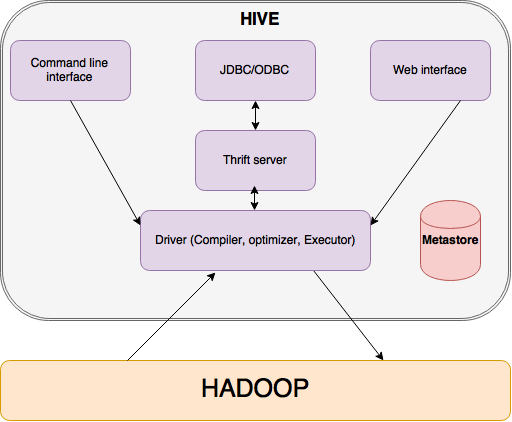 HIVE
Command line
interface
JDBC/ODBC
Web interface
Thrift server
Driver (Compiler, optimizer, Executor)
Metastore
HADOOP